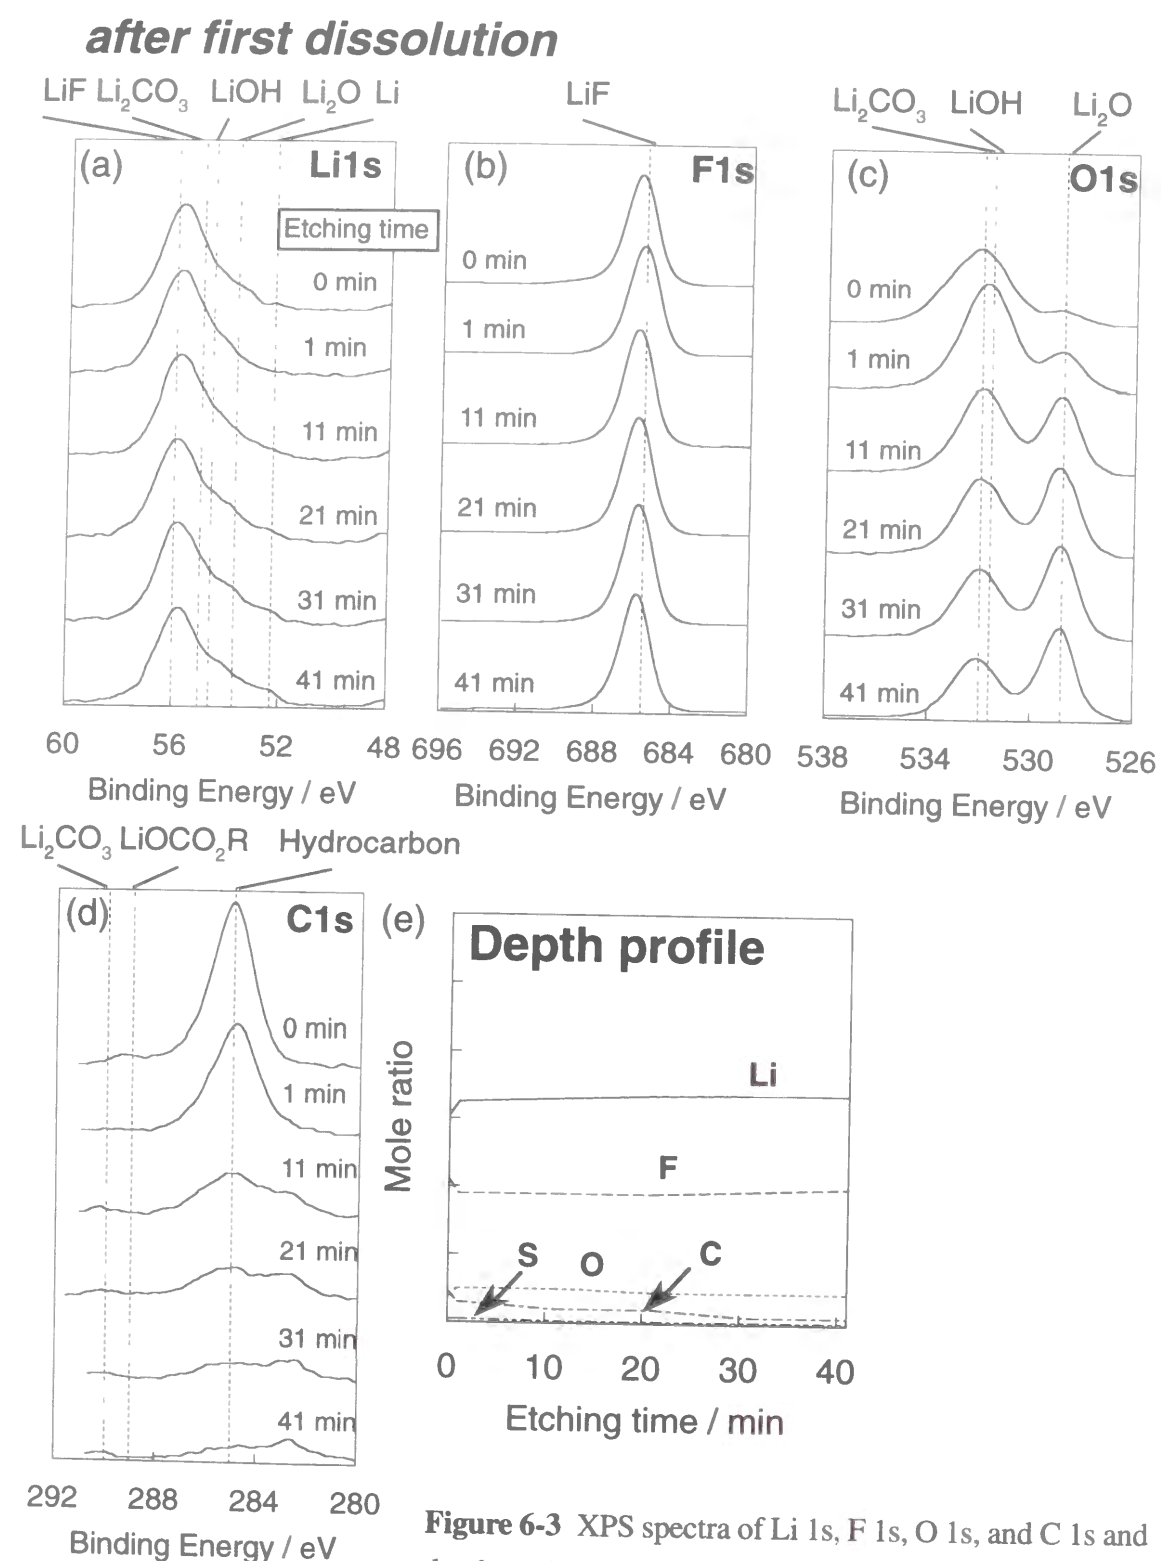 after first dissolution
LiF Li₂CO₃ LiOH Li₂O Li
LiF
Li₂CO₃ LiOH Li₂O
(a) Li1s
Etching time
0 min
1 min
11 min
21 min
31 min
41 min
60 56 52 48
Binding Energy / eV
(b) F1s
0 min
1 min
11 min
21 min
31 min
41 min
696 692 688 684 680
Binding Energy / eV
(c) O1s
0 min
1 min
11 min
21 min
31 min
41 min
538 534 530 526
Binding Energy / eV
Li₂CO₃ LiOCO₂R Hydrocarbon
(d) C1s
0 min
1 min
11 min
21 min
31 min
41 min
292 288 284 280
Binding Energy / eV
(e)
Depth profile
Mole ratio
Li
F
S O C
0 10 20 30 40
Etching time / min
Figure 6-3 XPS spectra of Li 1s, F 1s, O 1s, and C 1s and